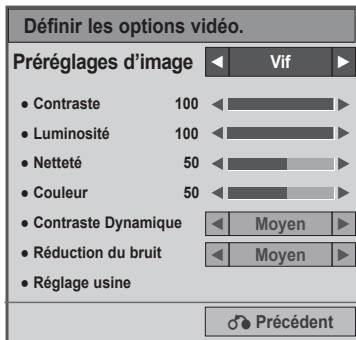 Définir les options vidéo.
Préréglages d'image ◀ Vif ▶
• Contraste 100
• Luminosité 100
• Netteté 50
• Couleur 50
• Contraste Dynamique ◀ Moyen ▶
• Réduction du bruit ◀ Moyen ▶
• Réglage usine
Précédent